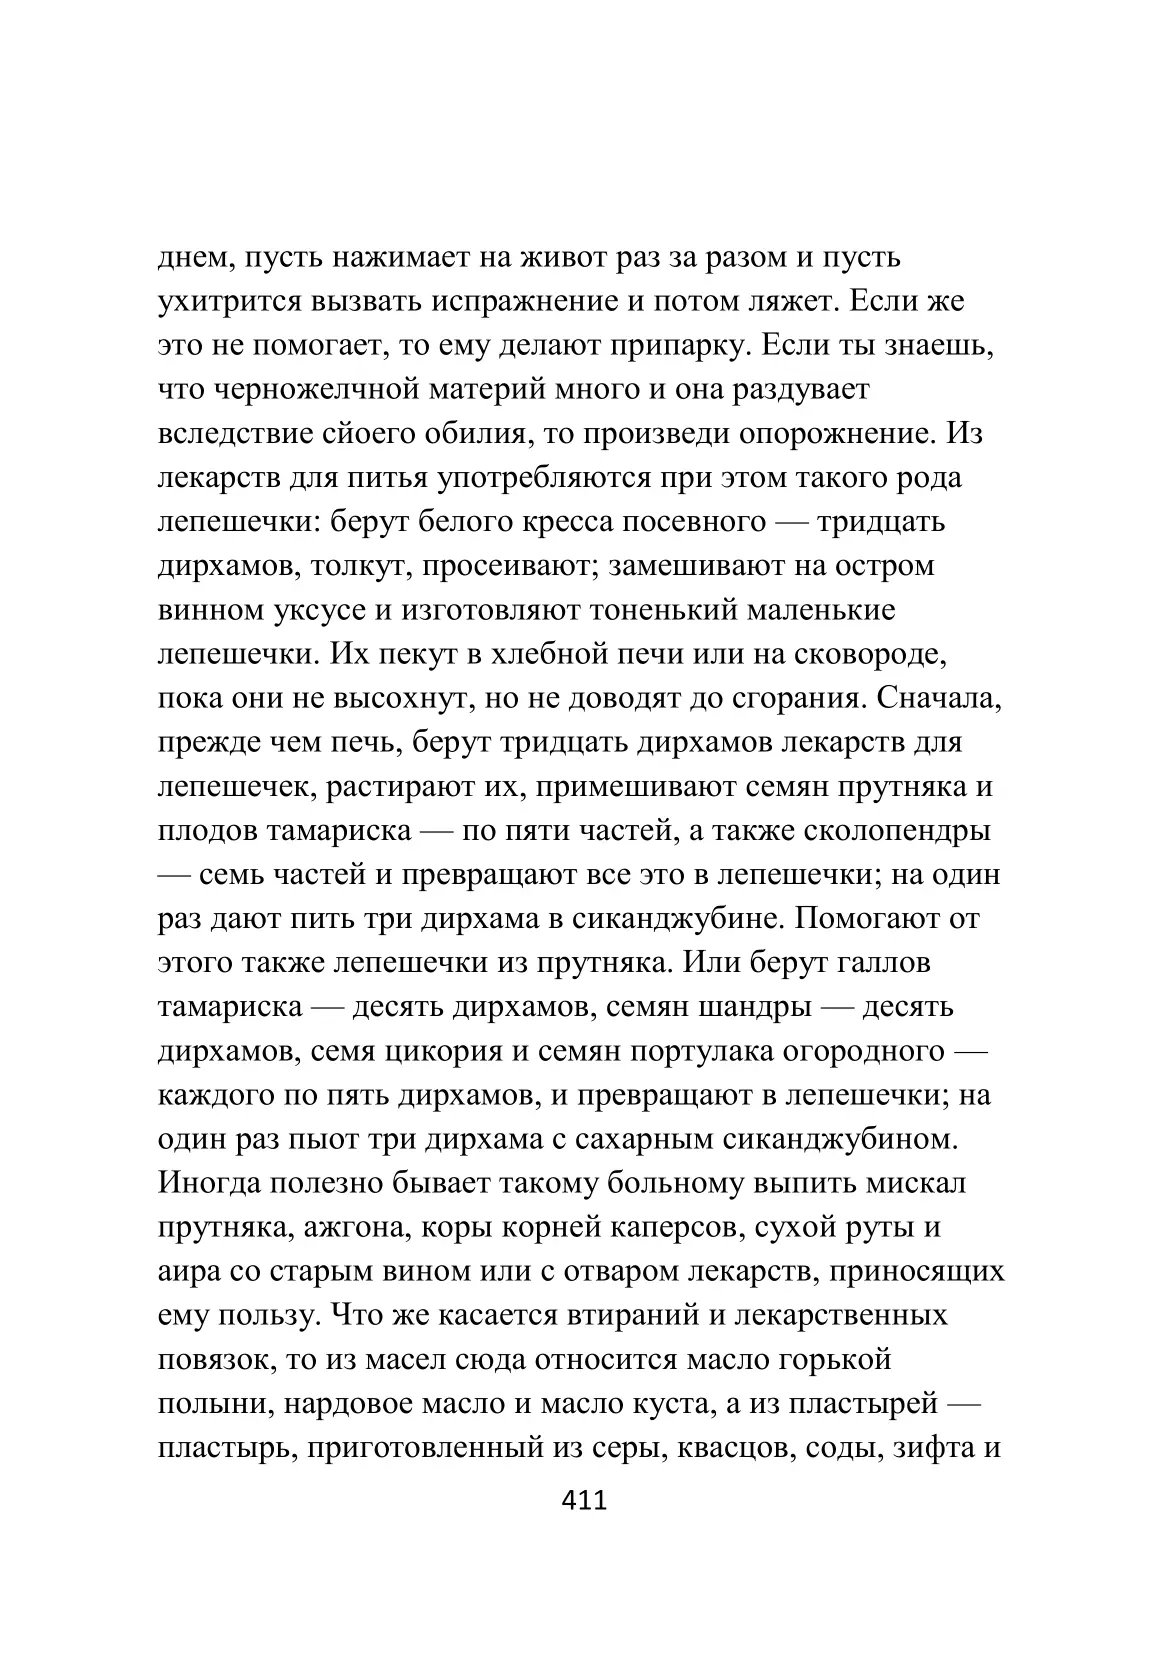 днем, пусть нажимает на живот раз за разом и пусть
ухитрится вызвать испражнение и потом ляжет. Если же
это не помогает, то ему делают припарку. Если ты знаешь,
что черножелчной материй много и она раздувает
вследствие сйоего обилия, то произведи опорожнение. Из
лекарств для питья употребляются при этом такого рода
лепешечки: берут белого кресса посевного — тридцать
дирхамов, толкут, просеивают; замешивают на остром
винном уксусе и изготовляют тоненький маленькие
лепешечки. Их пекут в хлебной печи или на сковороде,
пока они не высохнут, но не доводят до сгорания. Сначала,
прежде чем печь, берут тридцать дирхамов лекарств для
лепешечек, растирают их, примешивают семян прутняка и
плодов тамариска — по пяти частей, а также сколопендры
— семь частей и превращают все это в лепешечки; на один
раз дают пить три дирхама в сиканджубине. Помогают от
этого также лепешечки из прутняка. Или берут галлов
тамариска — десять дирхамов, семян шандры — десять
дирхамов, семя цикория и семян портулака огородного —
каждого по пять дирхамов, и превращают в лепешечки; на
один раз пыот три дирхама с сахарным сиканджубином.
Иногда полезно бывает такому больному выпить мискал
прутняка, ажгона, коры корней каперсов, сухой руты и
аира со старым вином или с отваром лекарств, приносящих
ему пользу. Что же касается втираний и лекарственных
повязок, то из масел сюда относится масло горькой
полыни, нардовое масло и масло куста, а из пластырей —
пластырь, приготовленный из серы, квасцов, соды, зифта и
411